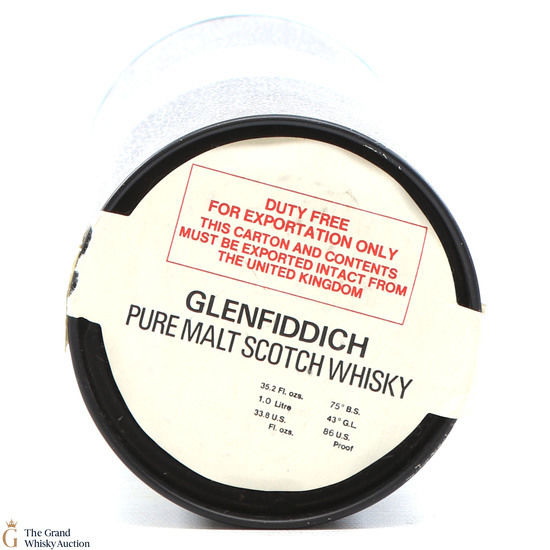 DUTY FREE
FOR EXPORTATION ONLY
THIS CARTON AND CONTENTS
MUST BE EXPORTED INTACT FROM
THE UNITED KINGDOM
GLENFIDDICH
PURE MALT SCOTCH WHISKY
35.2 Fl. ozs. 75° B.S.
1.0 Litre 43° G.L.
33.8 U.S. 86 U.S.
Fl. ozs. Proof
G
The Grand
Whisky Auction